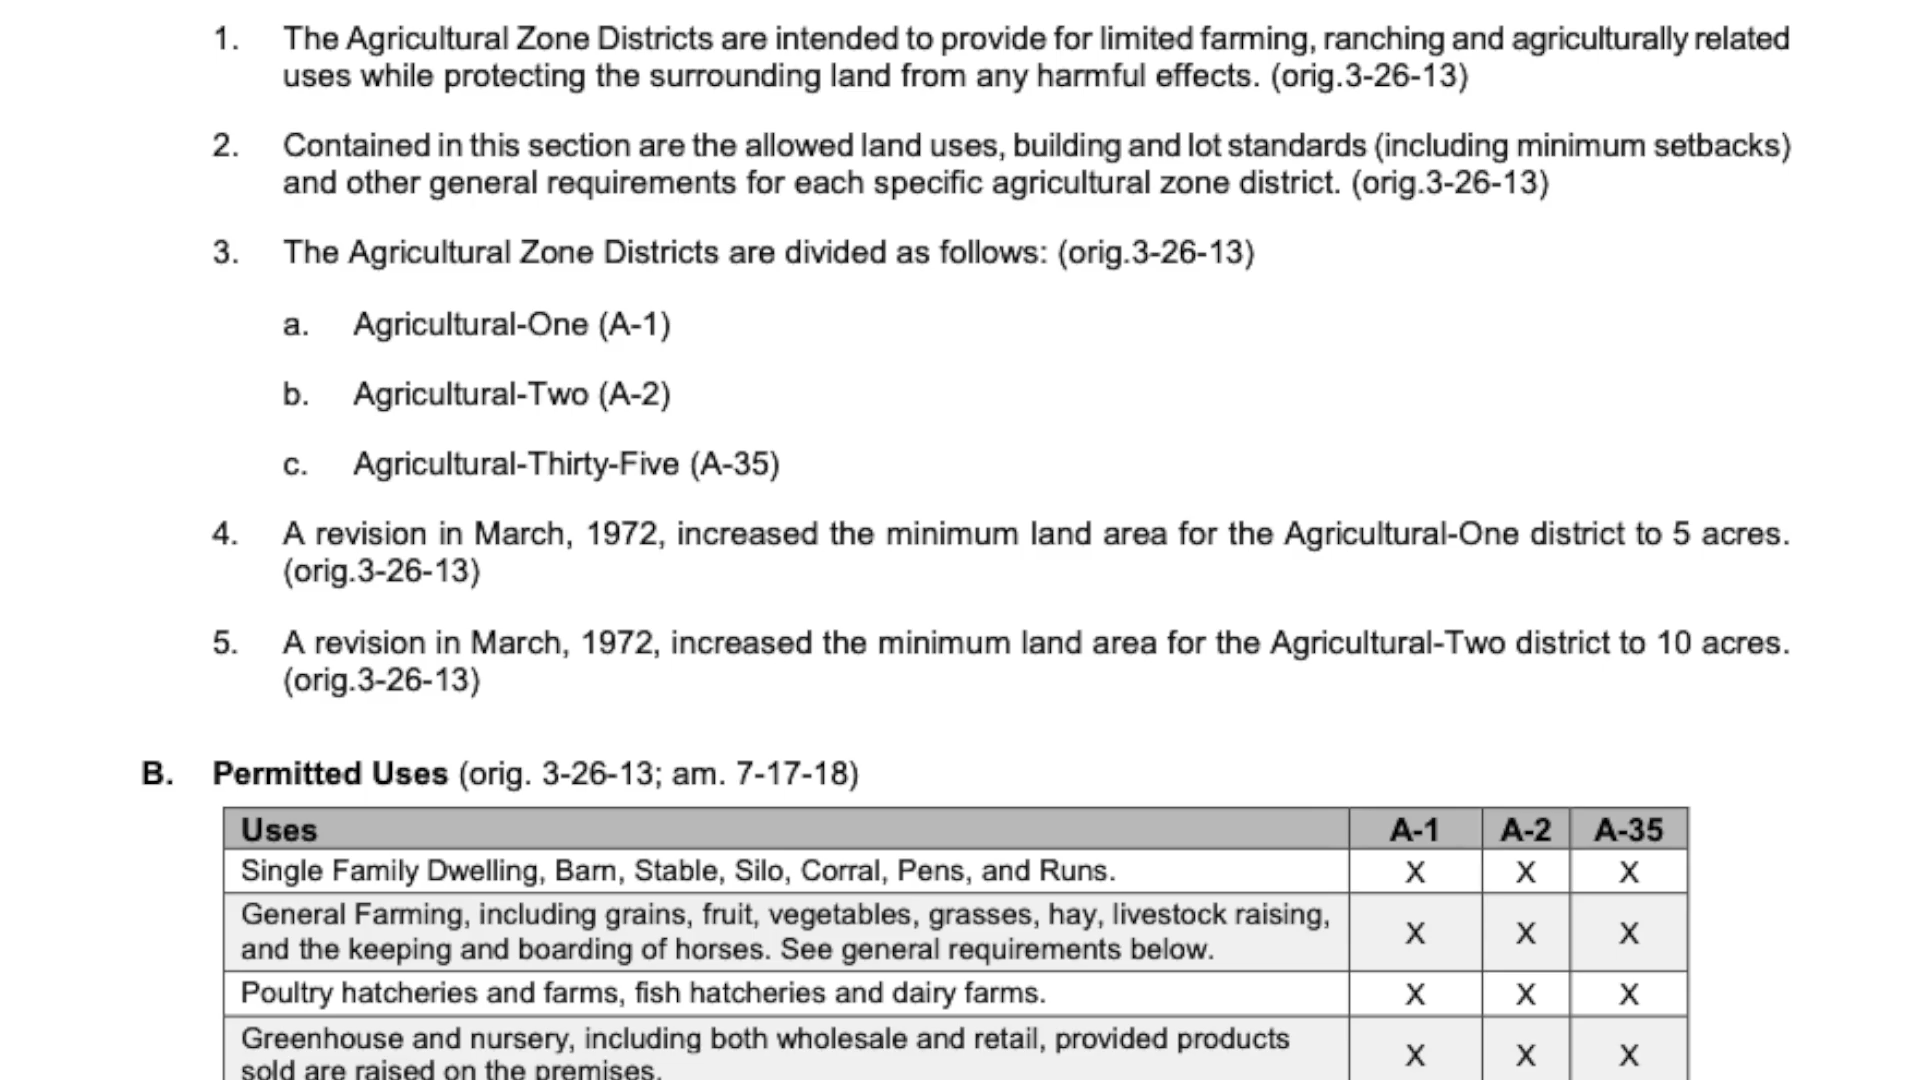 1. The Agricultural Zone Districts are intended to provide for limited farming, ranching and agriculturally related
uses while protecting the surrounding land from any harmful effects. (orig.3-26-13)
2. Contained in this section are the allowed land uses, building and lot standards (including minimum setbacks)
and other general requirements for each specific agricultural zone district. (orig.3-26-13)
3. The Agricultural Zone Districts are divided as follows: (orig.3-26-13)
a. Agricultural-One (A-1)
b. Agricultural-Two (A-2)
c. Agricultural-Thirty-Five (A-35)
4. A revision in March, 1972, increased the minimum land area for the Agricultural-One district to 5 acres.
(orig.3-26-13)
5. A revision in March, 1972, increased the minimum land area for the Agricultural-Two district to 10 acres.
(orig.3-26-13)
B. Permitted Uses (orig. 3-26-13; am. 7-17-18)
Uses A-1 A-2 A-35
Single Family Dwelling, Barn, Stable, Silo, Corral, Pens, and Runs. X X X
General Farming, including grains, fruit, vegetables, grasses, hay, livestock raising,
and the keeping and boarding of horses. See general requirements below. X X X
Poultry hatcheries and farms, fish hatcheries and dairy farms. X X X
Greenhouse and nursery, including both wholesale and retail, provided products
sold are raised on the premises. X X X